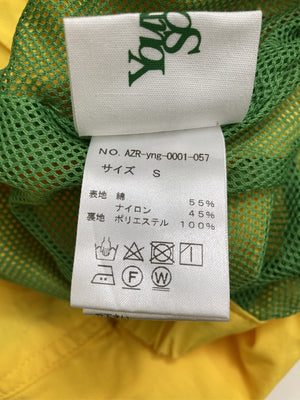 NO. AZR-yng-0001-057
サイズ S
表地 綿 55%
ナイロン 45%
裏地 ポリエステル 100%
F W